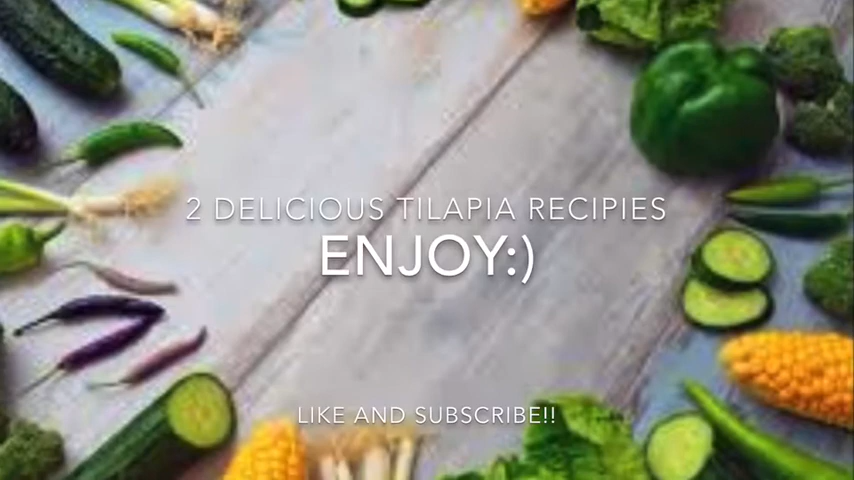 2 DELICIOUS TILAPIA RECIPIES
ENJOY:)
LIKE AND SUBSCRIBE!!